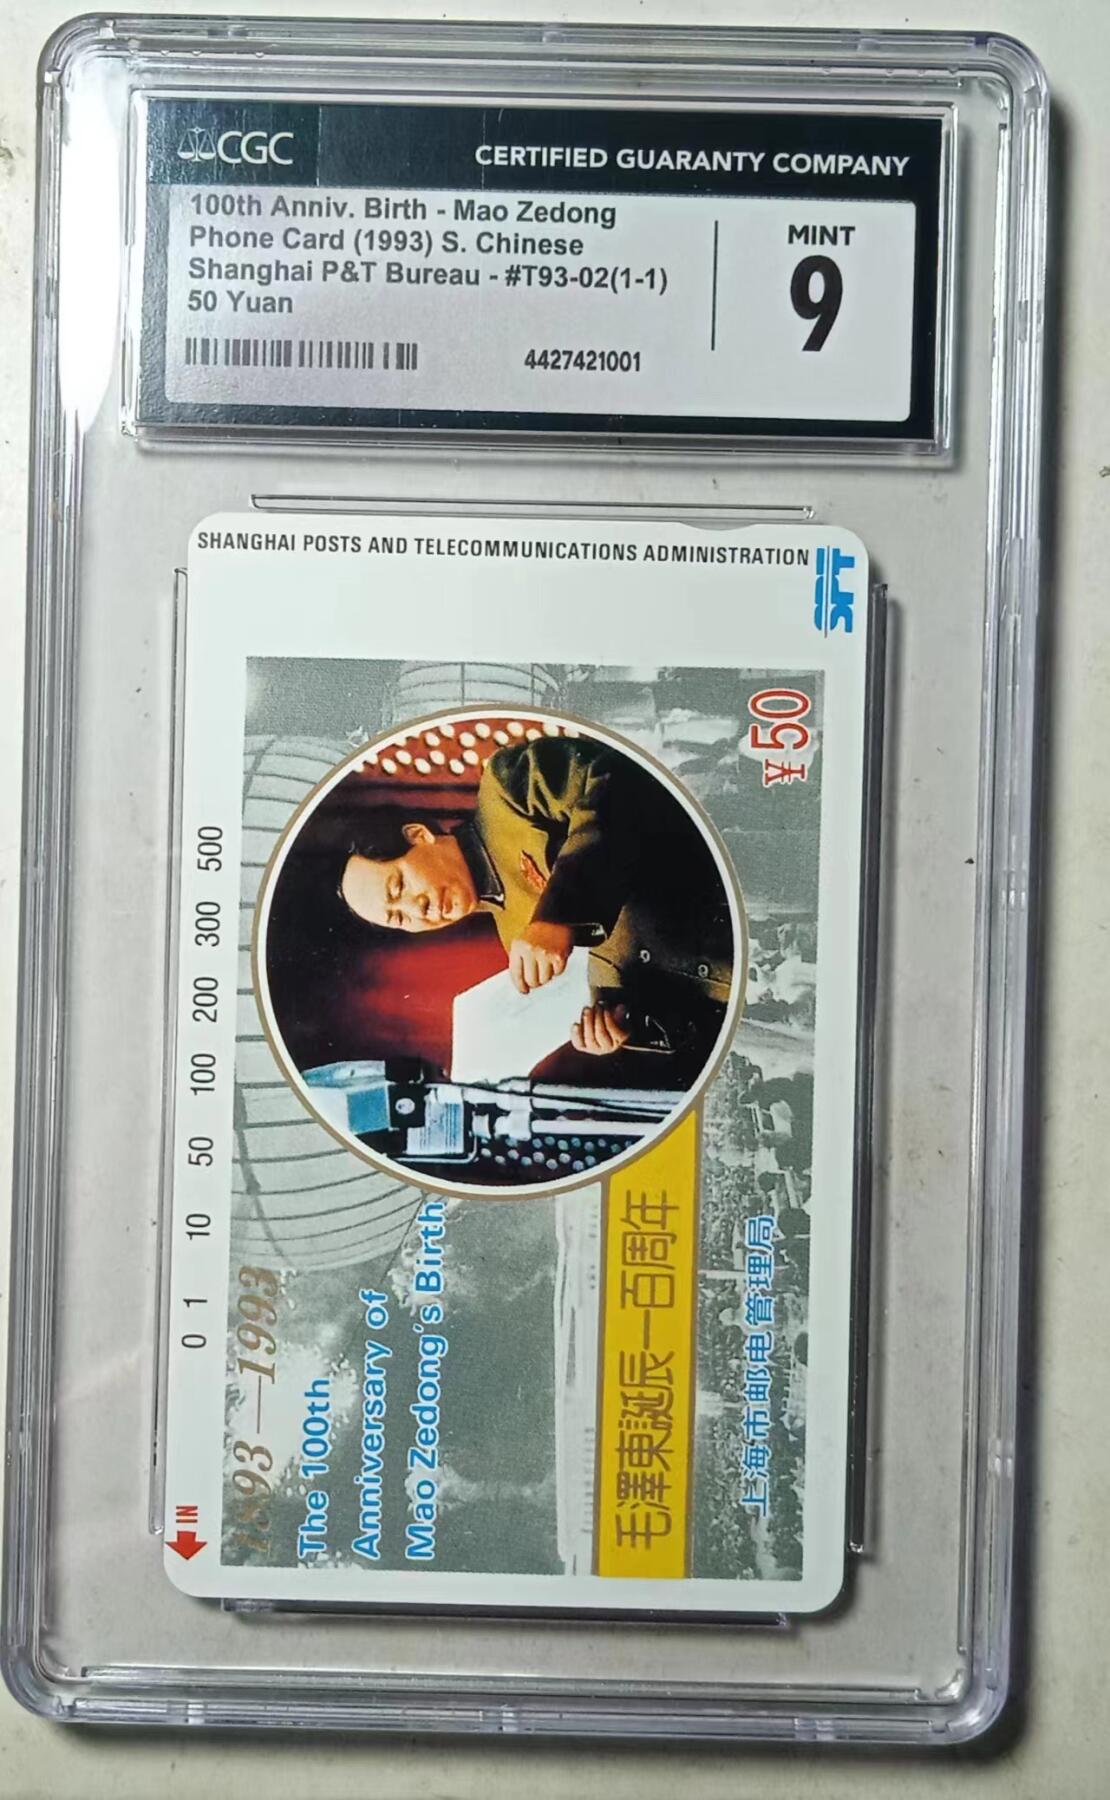 CGC
CERTIFIED GUARANTY COMPANY
100th Anniv. Birth - Mao Zedong
Phone Card (1993) S. Chinese
Shanghai P&T Bureau - #T93-02(1-1)
50 Yuan
MINT
9
4427421001
SHANGHAI POSTS AND TELECOMMUNICATIONS ADMINISTRATION
SPT
IN
0 1 10 50 100 200 300 500
1893—1993
The 100th
Anniversary of
Mao Zedong's Birth
¥50
毛澤東誕辰一百周年
上海市邮电管理局